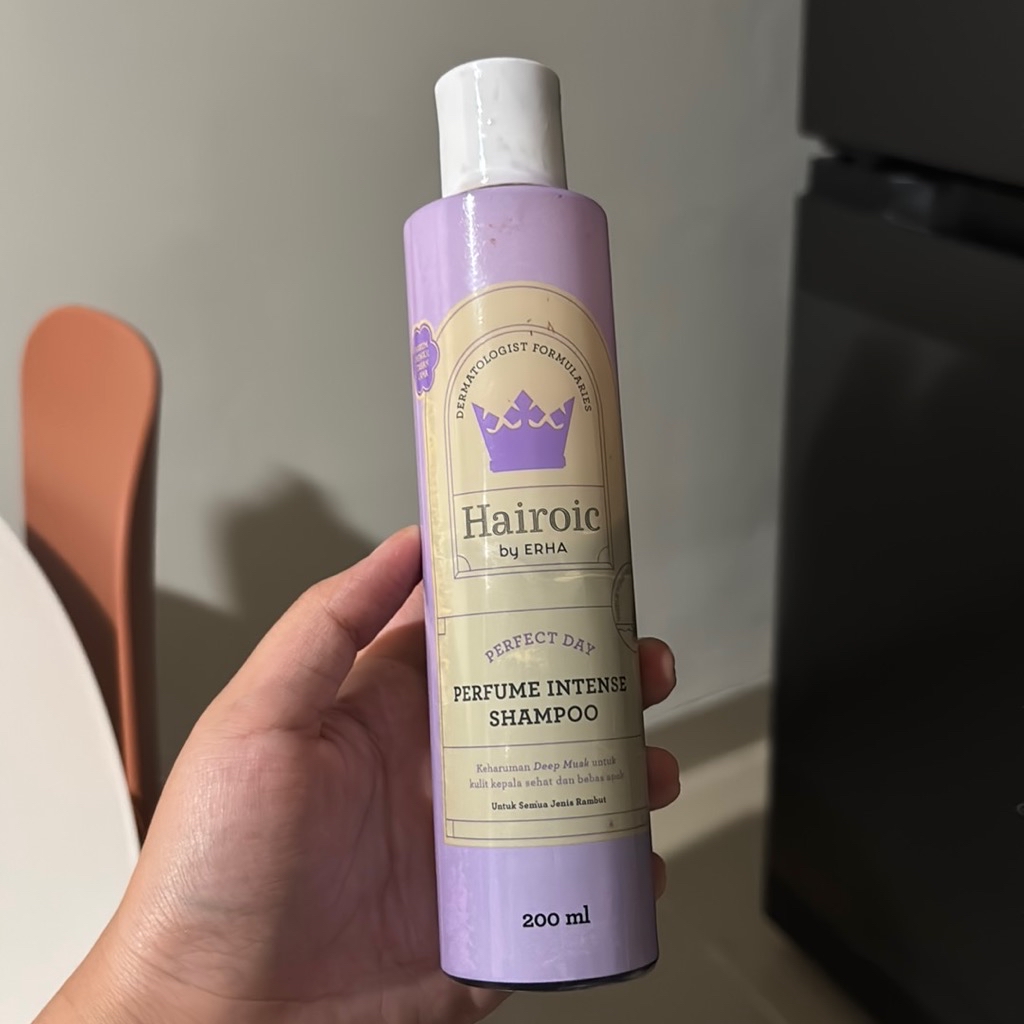 DERMATOLOGIST FORMULARIES
Hairoic
by ERHA
PERFECT DAY
PERFUME INTENSE
SHAMPOO
Keharuman Deep Musk untuk
kulit kepala sehat dan bebas apek
Untuk Semua Jenis Rambut
200 ml